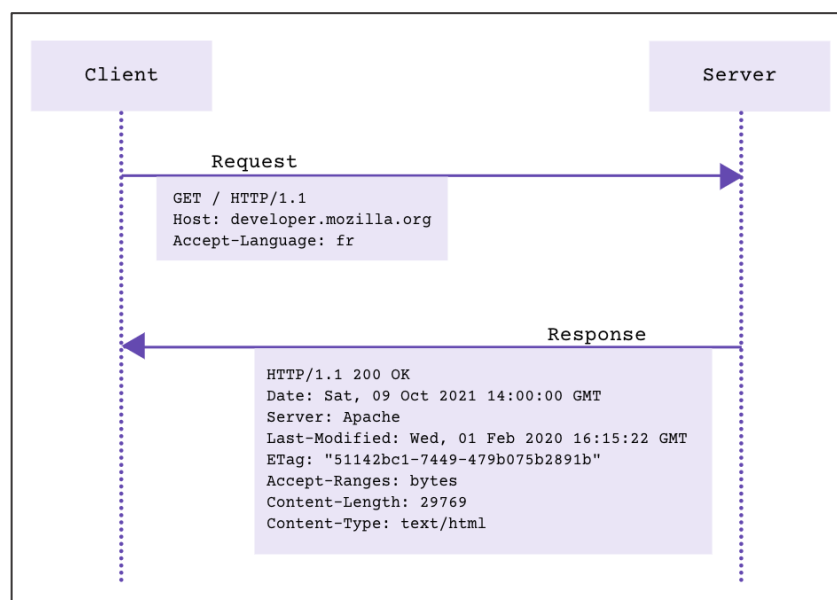 Client
Server
Request
GET / HTTP/1.1
Host: developer.mozilla.org
Accept-Language: fr
Response
HTTP/1.1 200 OK
Date: Sat, 09 Oct 2021 14:00:00 GMT
Server: Apache
Last-Modified: Wed, 01 Feb 2020 16:15:22 GMT
ETag: "51142bc1-7449-479b075b2891b"
Accept-Ranges: bytes
Content-Length: 29769
Content-Type: text/html